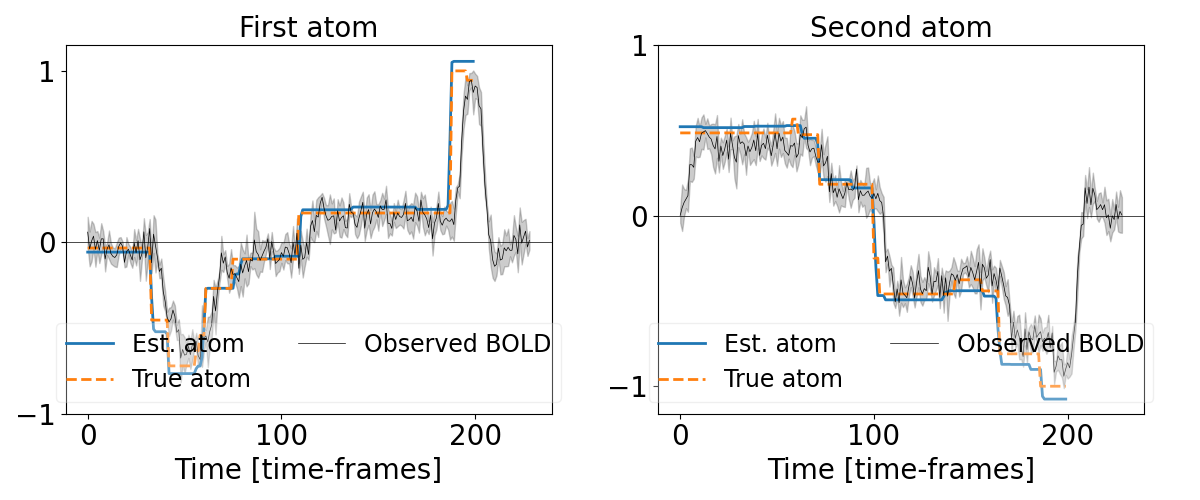 First atom
1
0
−1
Est. atom
True atom
Observed BOLD
0
100
200
Time [time-frames]
Second atom
1
0
−1
Est. atom
True atom
Observed BOLD
0
100
200
Time [time-frames]